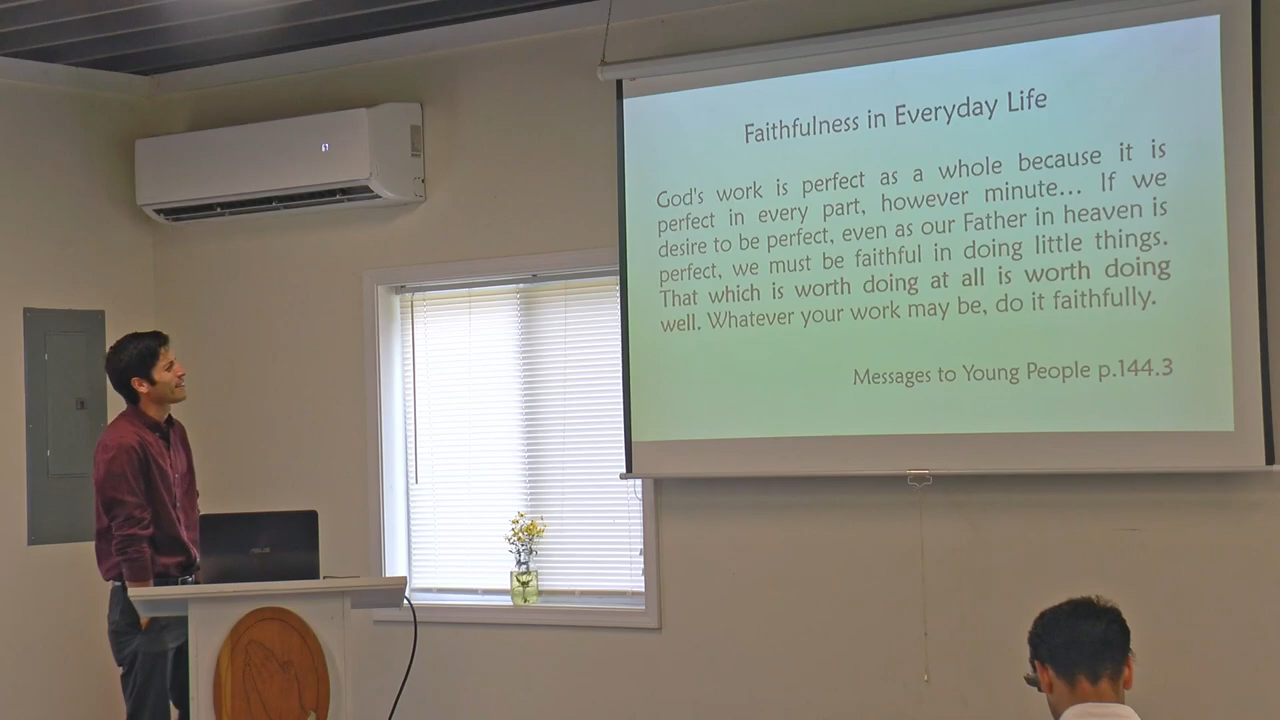 Faithfulness in Everyday Life
God's work is perfect as a whole because it is
perfect in every part, however minute... If we
desire to be perfect, even as our Father in heaven is
perfect, we must be faithful in doing little things.
That which is worth doing at all is worth doing
well. Whatever your work may be, do it faithfully.
Messages to Young People p.144.3
ASUS